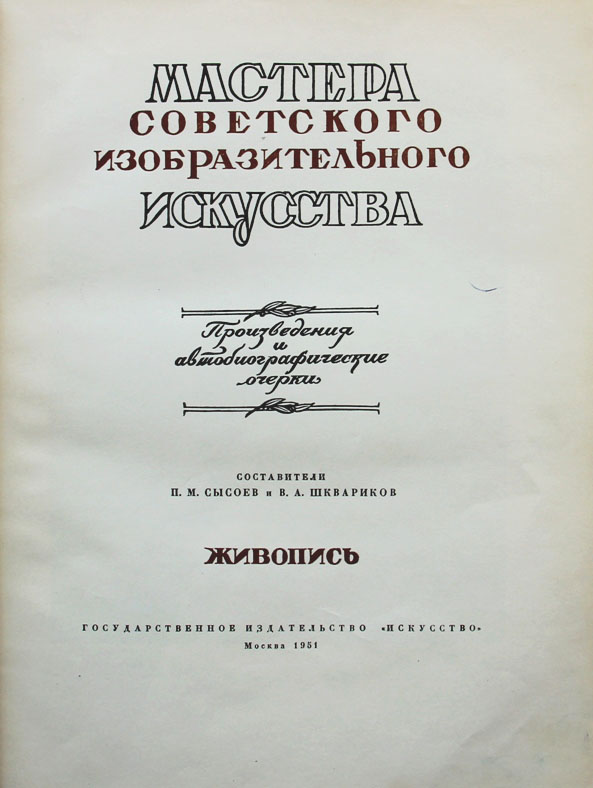 МАСТЕРА
СОВЕТСКОГО
ИЗОБРАЗИТЕЛЬНОГО
ИСКУССТВА
Произведения
и
автобиографические
очерки
СОСТАВИТЕЛИ
П. М. СЫСОЕВ и В. А. ШКВАРИКОВ
ЖИВОПИСЬ
ГОСУДАРСТВЕННОЕ ИЗДАТЕЛЬСТВО «ИСКУССТВО»
Москва 1951